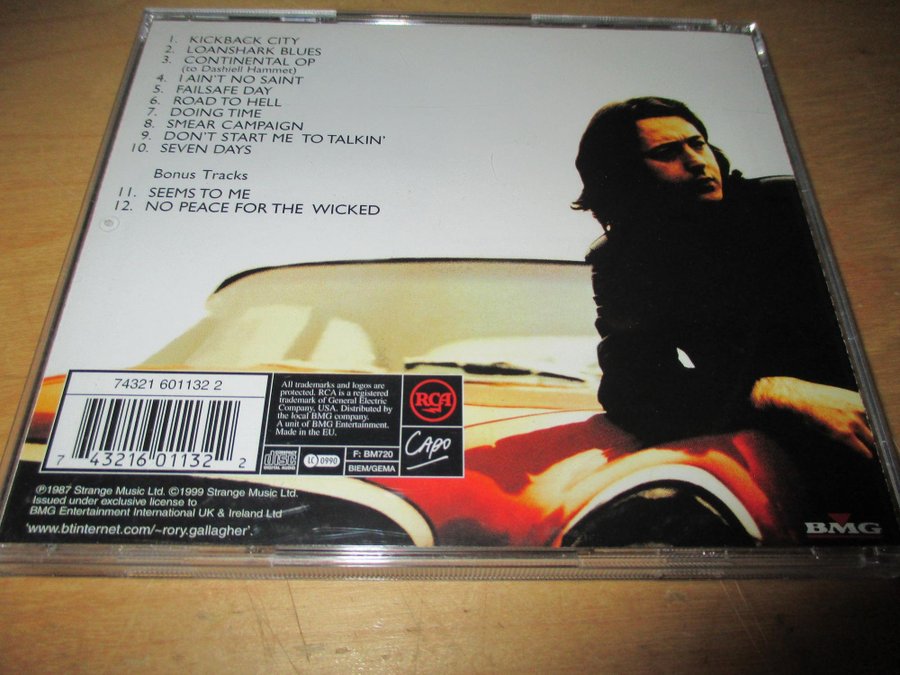 1. KICKBACK CITY
2. LOANSHARK BLUES
3. CONTINENTAL OP
(to Dashiell Hammet)
4. I AIN'T NO SAINT
5. FAILSAFE DAY
6. ROAD TO HELL
7. DOING TIME
8. SMEAR CAMPAIGN
9. DON'T START ME TO TALKIN'
10. SEVEN DAYS
Bonus Tracks
11. SEEMS TO ME
12. NO PEACE FOR THE WICKED
74321 601132 2
7 43216 01132 2
All trademarks and logos are
protected. RCA is a registered
trademark of General Electric
Company, USA. Distributed by
the local BMG company.
A unit of BMG Entertainment.
Made in the EU.
RCA
CAPO
COMPACT
disc
DIGITAL AUDIO
LC 0990
F: BM720
BIEM/GEMA
℗1987 Strange Music Ltd. ©1999 Strange Music Ltd.
Issued under exclusive license to
BMG Entertainment International UK & Ireland Ltd
'www.btinternet.com/~rory.gallagher'.
BMG